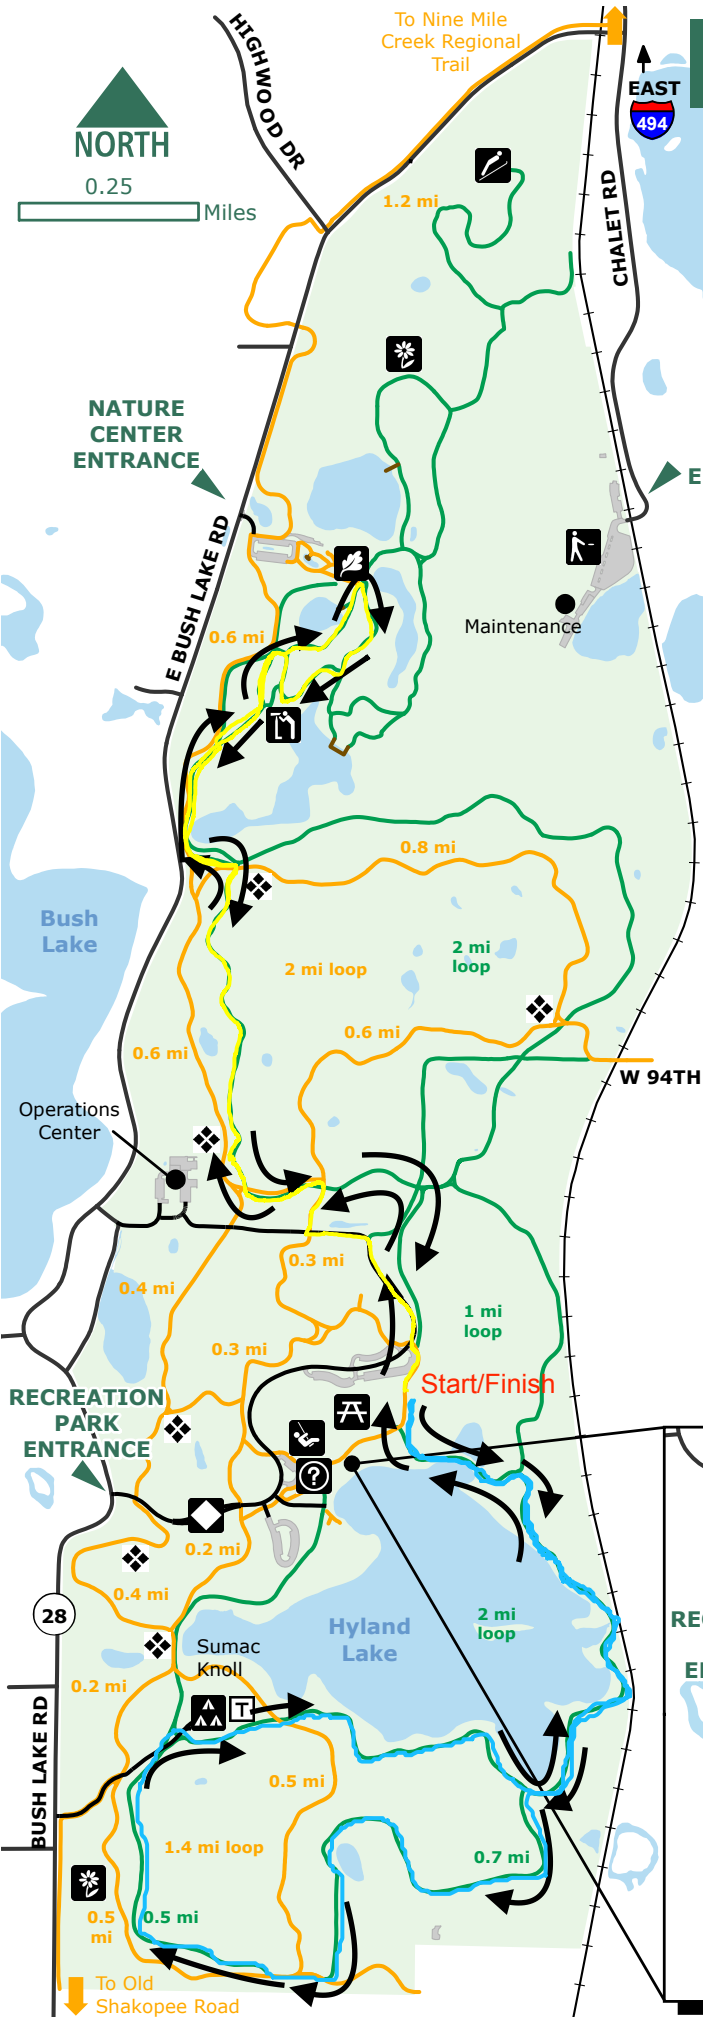 To Nine Mile
Creek Regional
Trail
HIGHWOOD DR
EAST
494
NORTH
0.25
Miles
1.2 mi
CHALET RD
NATURE
CENTER
ENTRANCE
E
E BUSH LAKE RD
Maintenance
0.6 mi
0.8 mi
Bush
Lake
2 mi loop
2 mi
loop
0.6 mi
0.6 mi
W 94TH
Operations
Center
0.3 mi
0.4 mi
1 mi
loop
0.3 mi
Start/Finish
RECREATION
PARK
ENTRANCE
?
0.2 mi
0.4 mi
28
2 mi
loop
Hyland
Lake
Sumac
Knoll
0.2 mi
T
BUSH LAKE RD
0.5 mi
1.4 mi loop
0.7 mi
0.5
mi
0.5 mi
To Old
Shakopee Road